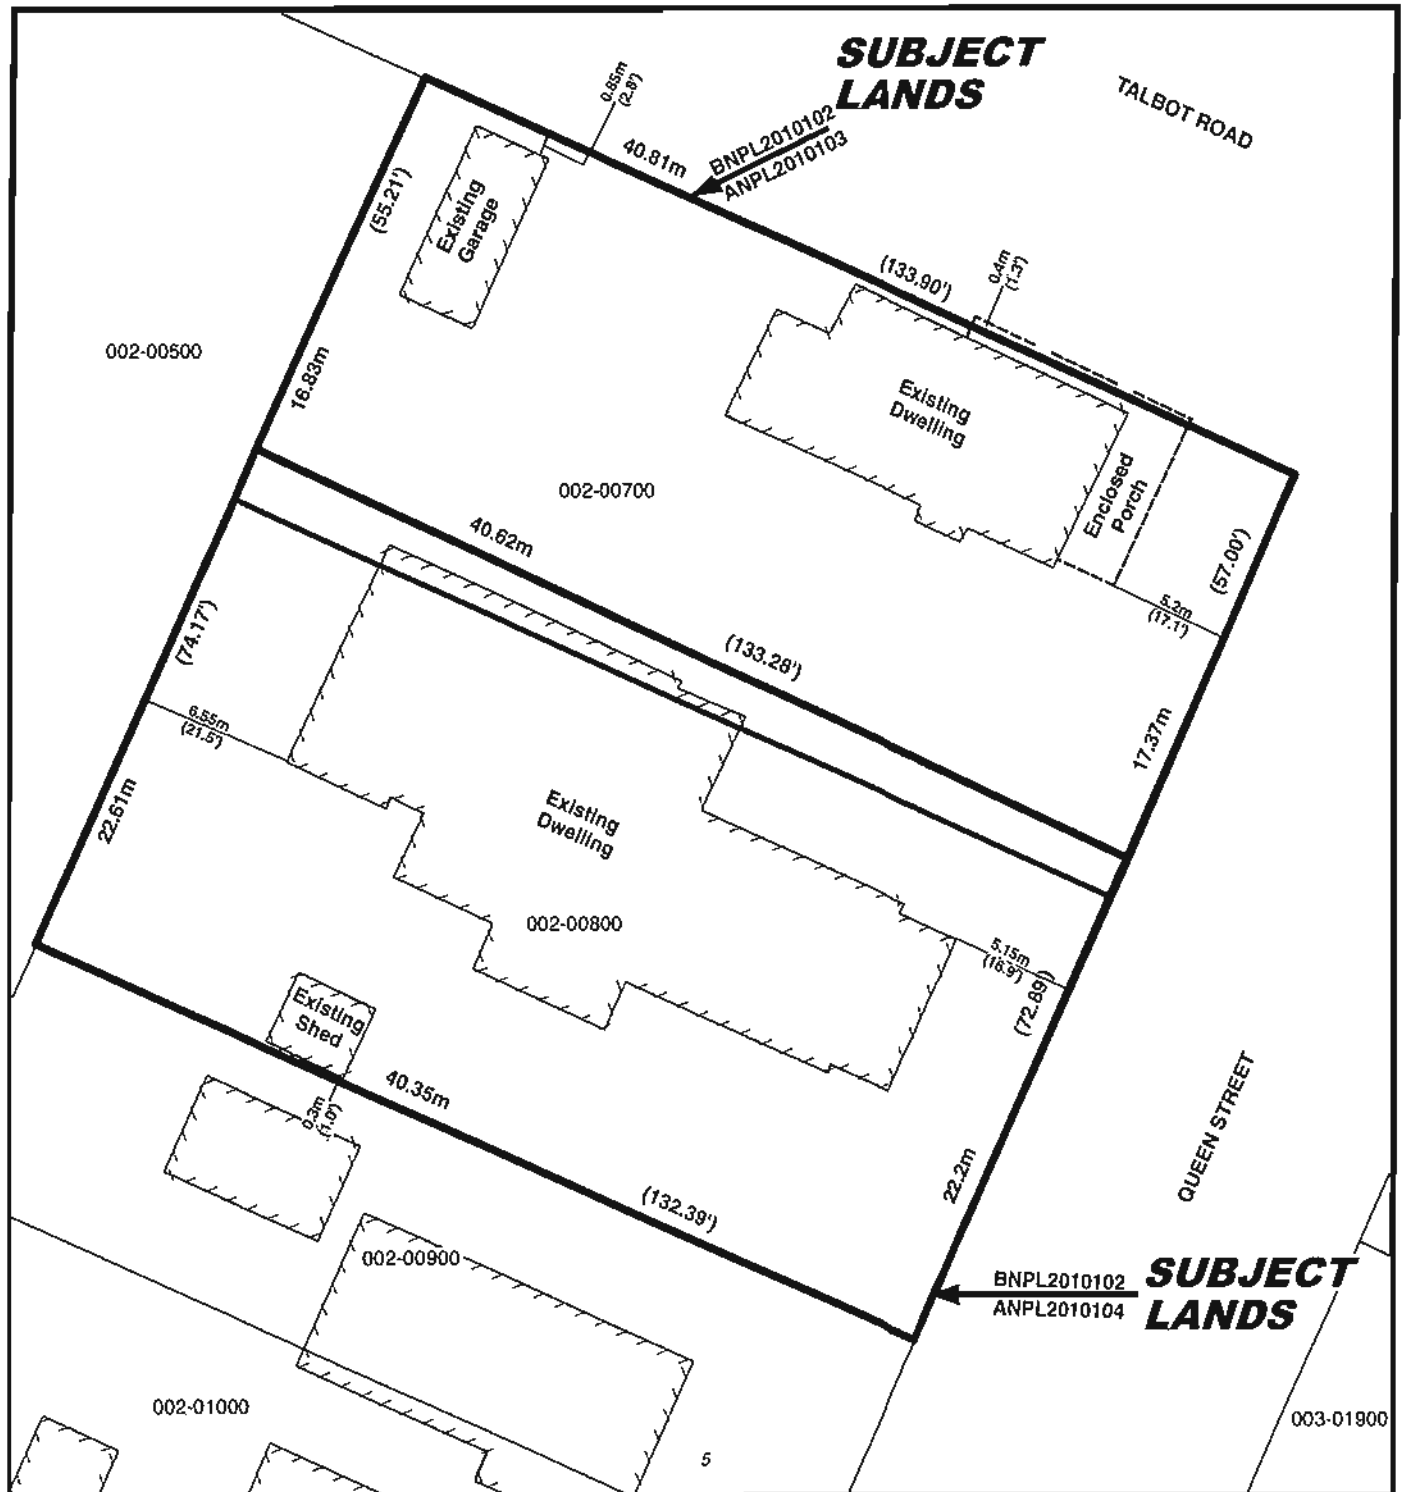 SUBJECT
LANDS
TALBOT ROAD
0.85m
(2.8')
40.81m
BNPL2010102
ANPL2010103
(55.21')
Existing
Garage
(133.90')
0.4m
(1.3')
002-00500
16.83m
Existing
Dwelling
Enclosed
Porch
002-00700
40.62m
(57.00')
5.2m
(17.1')
(74.17')
(133.28')
6.55m
(21.5')
17.37m
22.61m
Existing
Dwelling
002-00800
5.15m
(16.9')
(72.89')
Existing
Shed
40.35m
0.3m
(1.0')
QUEEN STREET
22.2m
(132.39')
002-00900
BNPL2010102
ANPL2010104
SUBJECT
LANDS
002-01000
003-01900
5